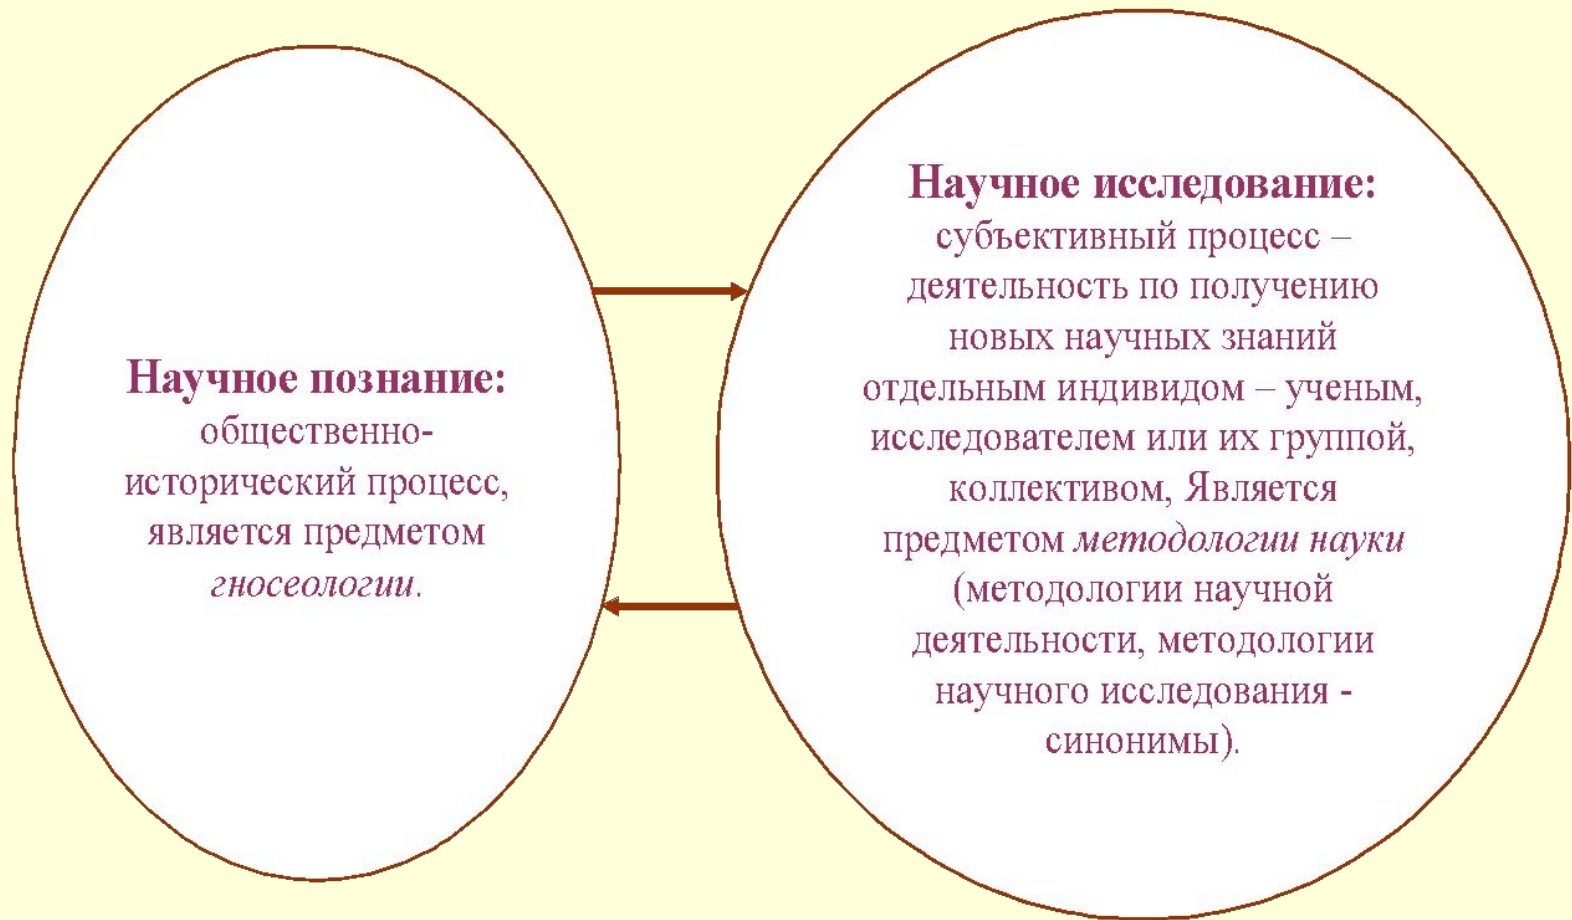 Научное познание:
общественно-
исторический процесс,
является предметом
гносеологии.
Научное исследование:
субъективный процесс –
деятельность по получению
новых научных знаний
отдельным индивидом – ученым,
исследователем или их группой,
коллективом, Является
предметом методологии науки
(методологии научной
деятельности, методологии
научного исследования -
синонимы).